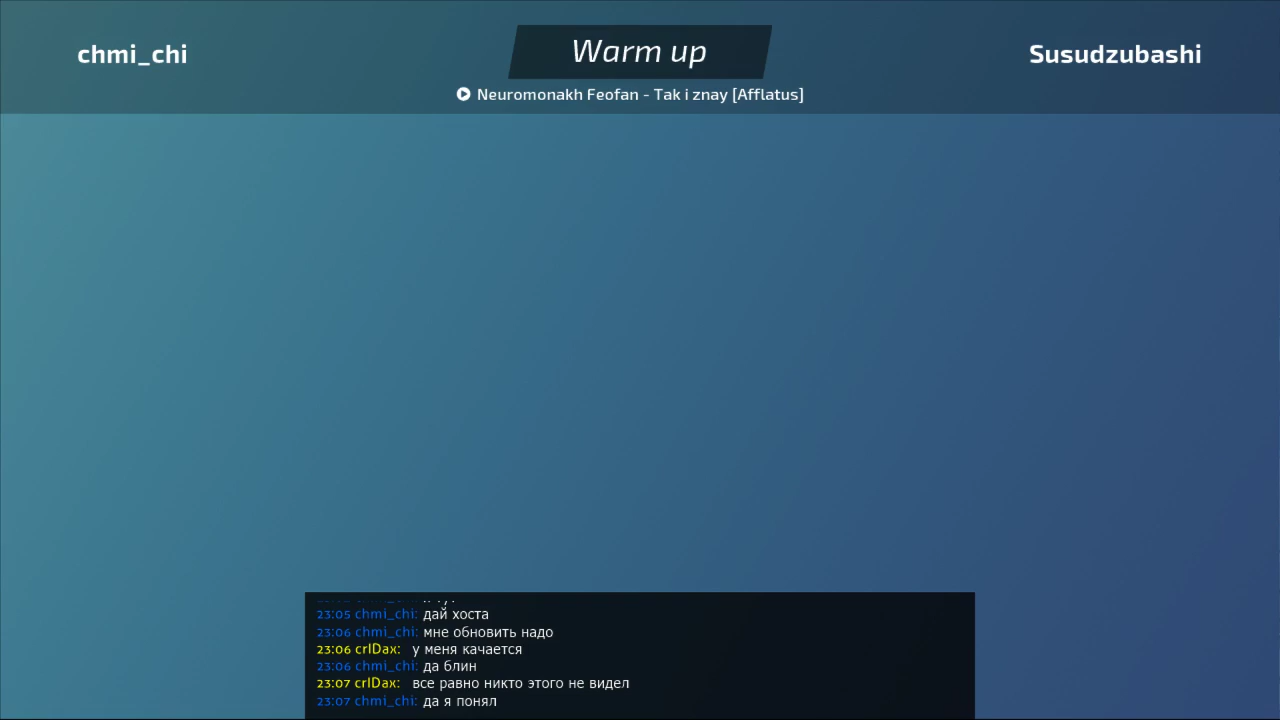 chmi_chi
Warm up
Susudzubashi
Neuromonakh Feofan - Tak i znay [Afflatus]
23:05 chmi_chi: дай хоста
23:06 chmi_chi: мне обновить надо
23:06 crIDax: у меня качается
23:06 chmi_chi: да блин
23:07 crIDax: все равно никто этого не видел
23:07 chmi_chi: да я понял